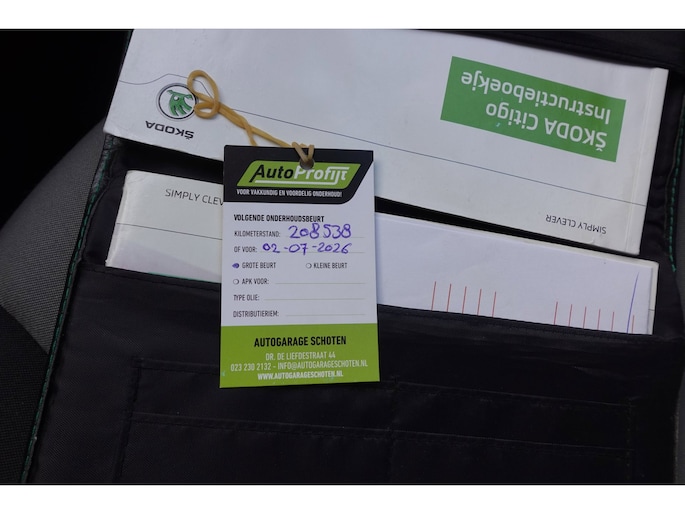 ŠKODA Citigo
Instructieboekje
ŠKODA
SIMPLY CLEVER
SIMPLY CLEVER
AutoProfijt
VOOR VAKKUNDIG EN VOORDELIG ONDERHOUD!
VOLGENDE ONDERHOUDSBEURT
KILOMETERSTAND: 208538
OF VOOR: 02-07-2026
GROTE BEURT KLEINE BEURT
APK VOOR:
TYPE OLIE:
DISTRIBUTIERIEM:
AUTOGARAGE SCHOTEN
DR. DE LIEFDESTRAAT 44
023 230 2132 - INFO@AUTOGARAGESCHOTEN.NL
WWW.AUTOGARAGESCHOTEN.NL